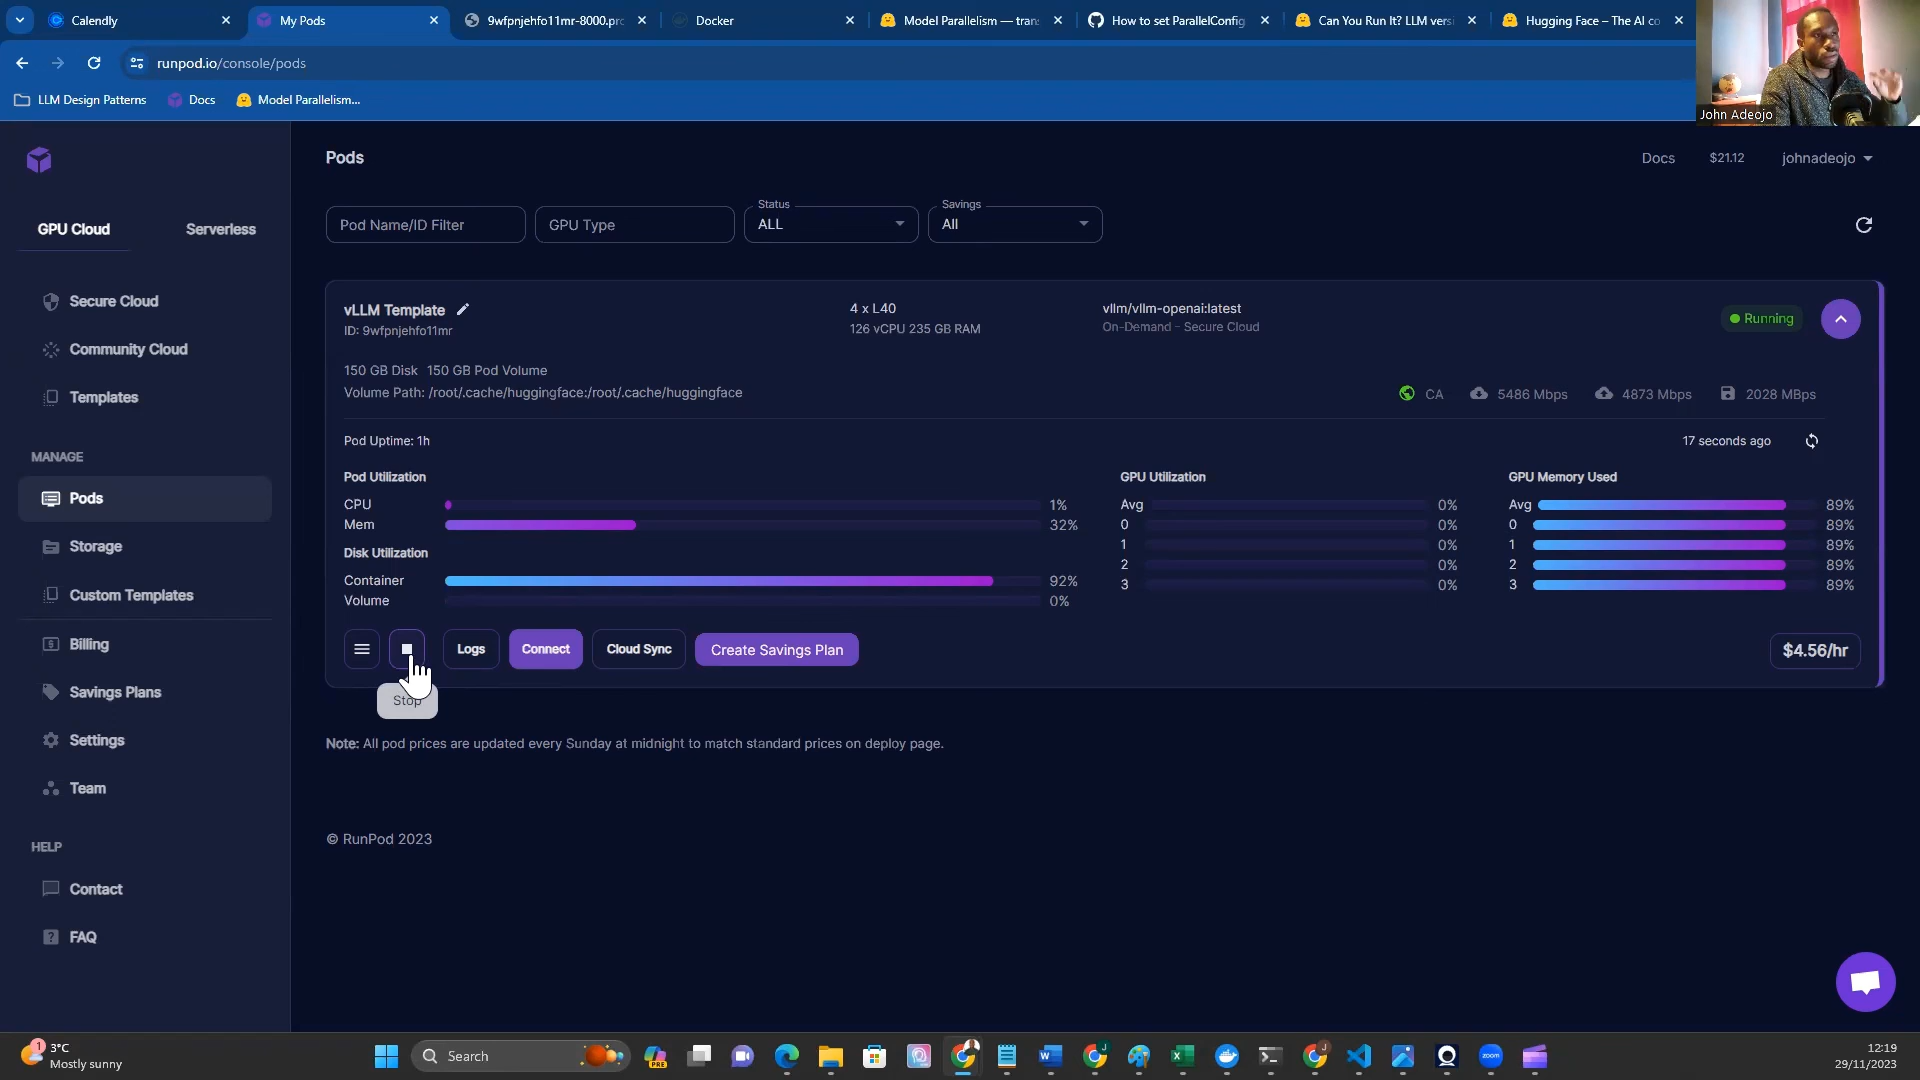 Calendly
My Pods
9wfpnjehfo11mr-8000.prc
Docker
Model Parallelism — tran
How to set ParallelConfig
Can You Run It? LLM vers
Hugging Face – The AI co
runpod.io/console/pods
LLM Design Patterns
Docs
Model Parallelism...
John Adeojo
Pods
Docs
$21.12
johnadeojo
GPU Cloud
Serverless
Pod Name/ID Filter
GPU Type
Status
ALL
Savings
All
Secure Cloud
Community Cloud
Templates
MANAGE
Pods
Storage
Custom Templates
Billing
Savings Plans
Settings
Team
HELP
Contact
FAQ
vLLM Template
ID: 9wfpnjehfo11mr
4 x L40
126 vCPU 235 GB RAM
vllm/vllm-openai:latest
On-Demand - Secure Cloud
Running
150 GB Disk 150 GB Pod Volume
Volume Path: /root/.cache/huggingface:/root/.cache/huggingface
CA
5486 Mbps
4873 Mbps
2028 MBps
Pod Uptime: 1h
17 seconds ago
Pod Utilization
CPU 1%
Mem 32%
Disk Utilization
Container 92%
Volume 0%
GPU Utilization
Avg 0%
0 0%
1 0%
2 0%
3 0%
GPU Memory Used
Avg 89%
0 89%
1 89%
2 89%
3 89%
Logs
Connect
Cloud Sync
Create Savings Plan
$4.56/hr
Stop
Note: All pod prices are updated every Sunday at midnight to match standard prices on deploy page.
© RunPod 2023
1
3°C
Mostly sunny
Search
PRE
zoom
12:19
29/11/2023